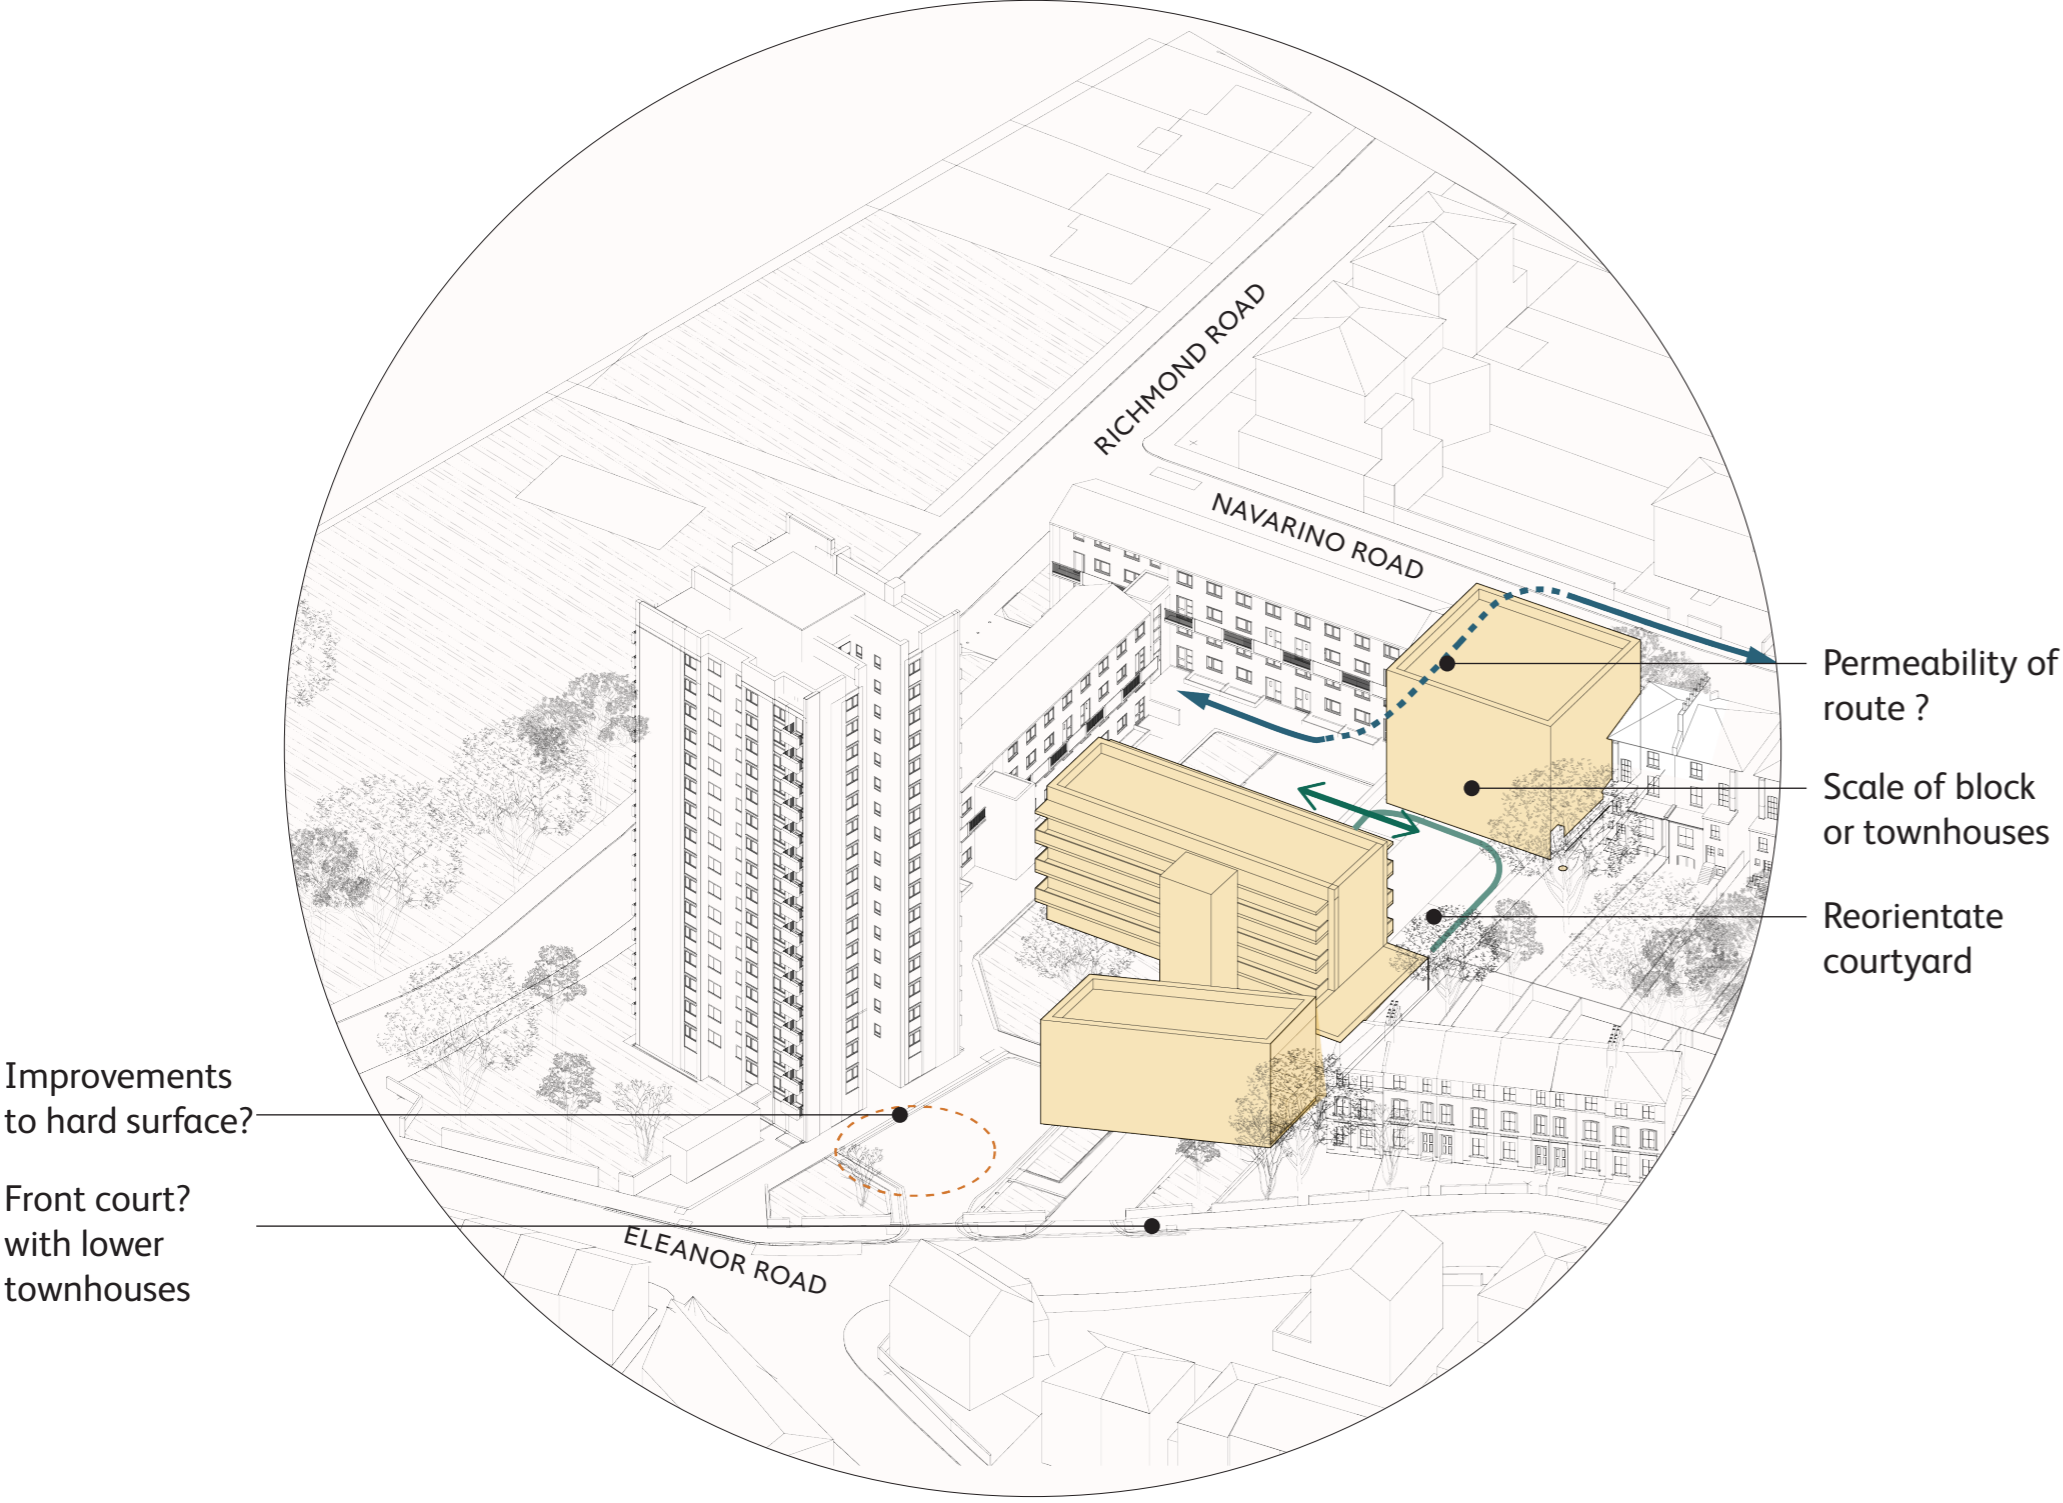 RICHMOND ROAD
NAVARINO ROAD
Permeability of
route ?
Scale of block
or townhouses
Reorientate
courtyard
Improvements
to hard surface?
Front court?
with lower
townhouses
ELEANOR ROAD